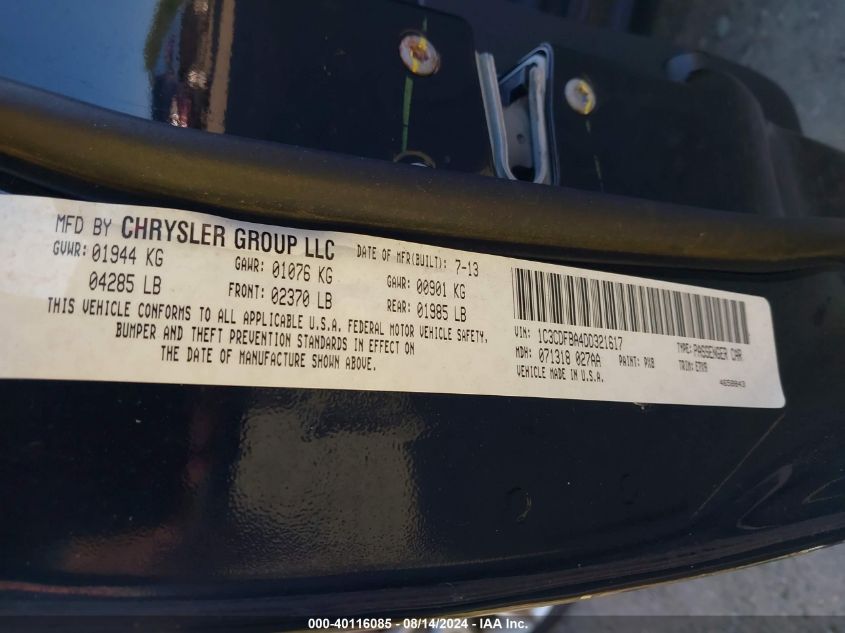 MFD BY CHRYSLER GROUP LLC
DATE OF MFR(BUILT): 7-13
GVWR: 01944 KG
04285 LB
GAWR: 01076 KG
FRONT: 02370 LB
GAWR: 00901 KG
REAR: 01985 LB
THIS VEHICLE CONFORMS TO ALL APPLICABLE U.S.A. FEDERAL MOTOR VEHICLE SAFETY,
BUMPER AND THEFT PREVENTION STANDARDS IN EFFECT ON
THE DATE OF MANUFACTURE SHOWN ABOVE.
VIN: 1C3CDFBA4DD321617
TYPE: PASSENGER CAR
MDH: 071318 027AA
PAINT: PX8
TRIM: E7X9
VEHICLE MADE IN U.S.A.
4658843
000-40116085 - 08/14/2024 - IAA Inc.